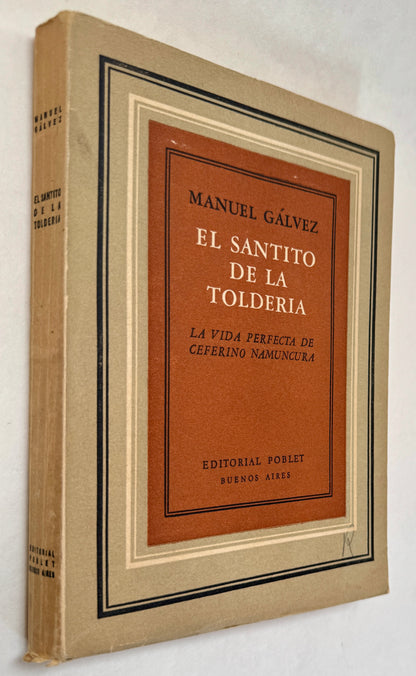 MANUEL
GÁLVEZ
EL SANTITO
DE LA
TOLDERIA
EDITORIAL
POBLET
BUENOS AIRES
MANUEL GÁLVEZ
EL SANTITO
DE LA
TOLDERIA
LA VIDA PERFECTA DE
CEFERINO NAMUNCURA
EDITORIAL POBLET
BUENOS AIRES